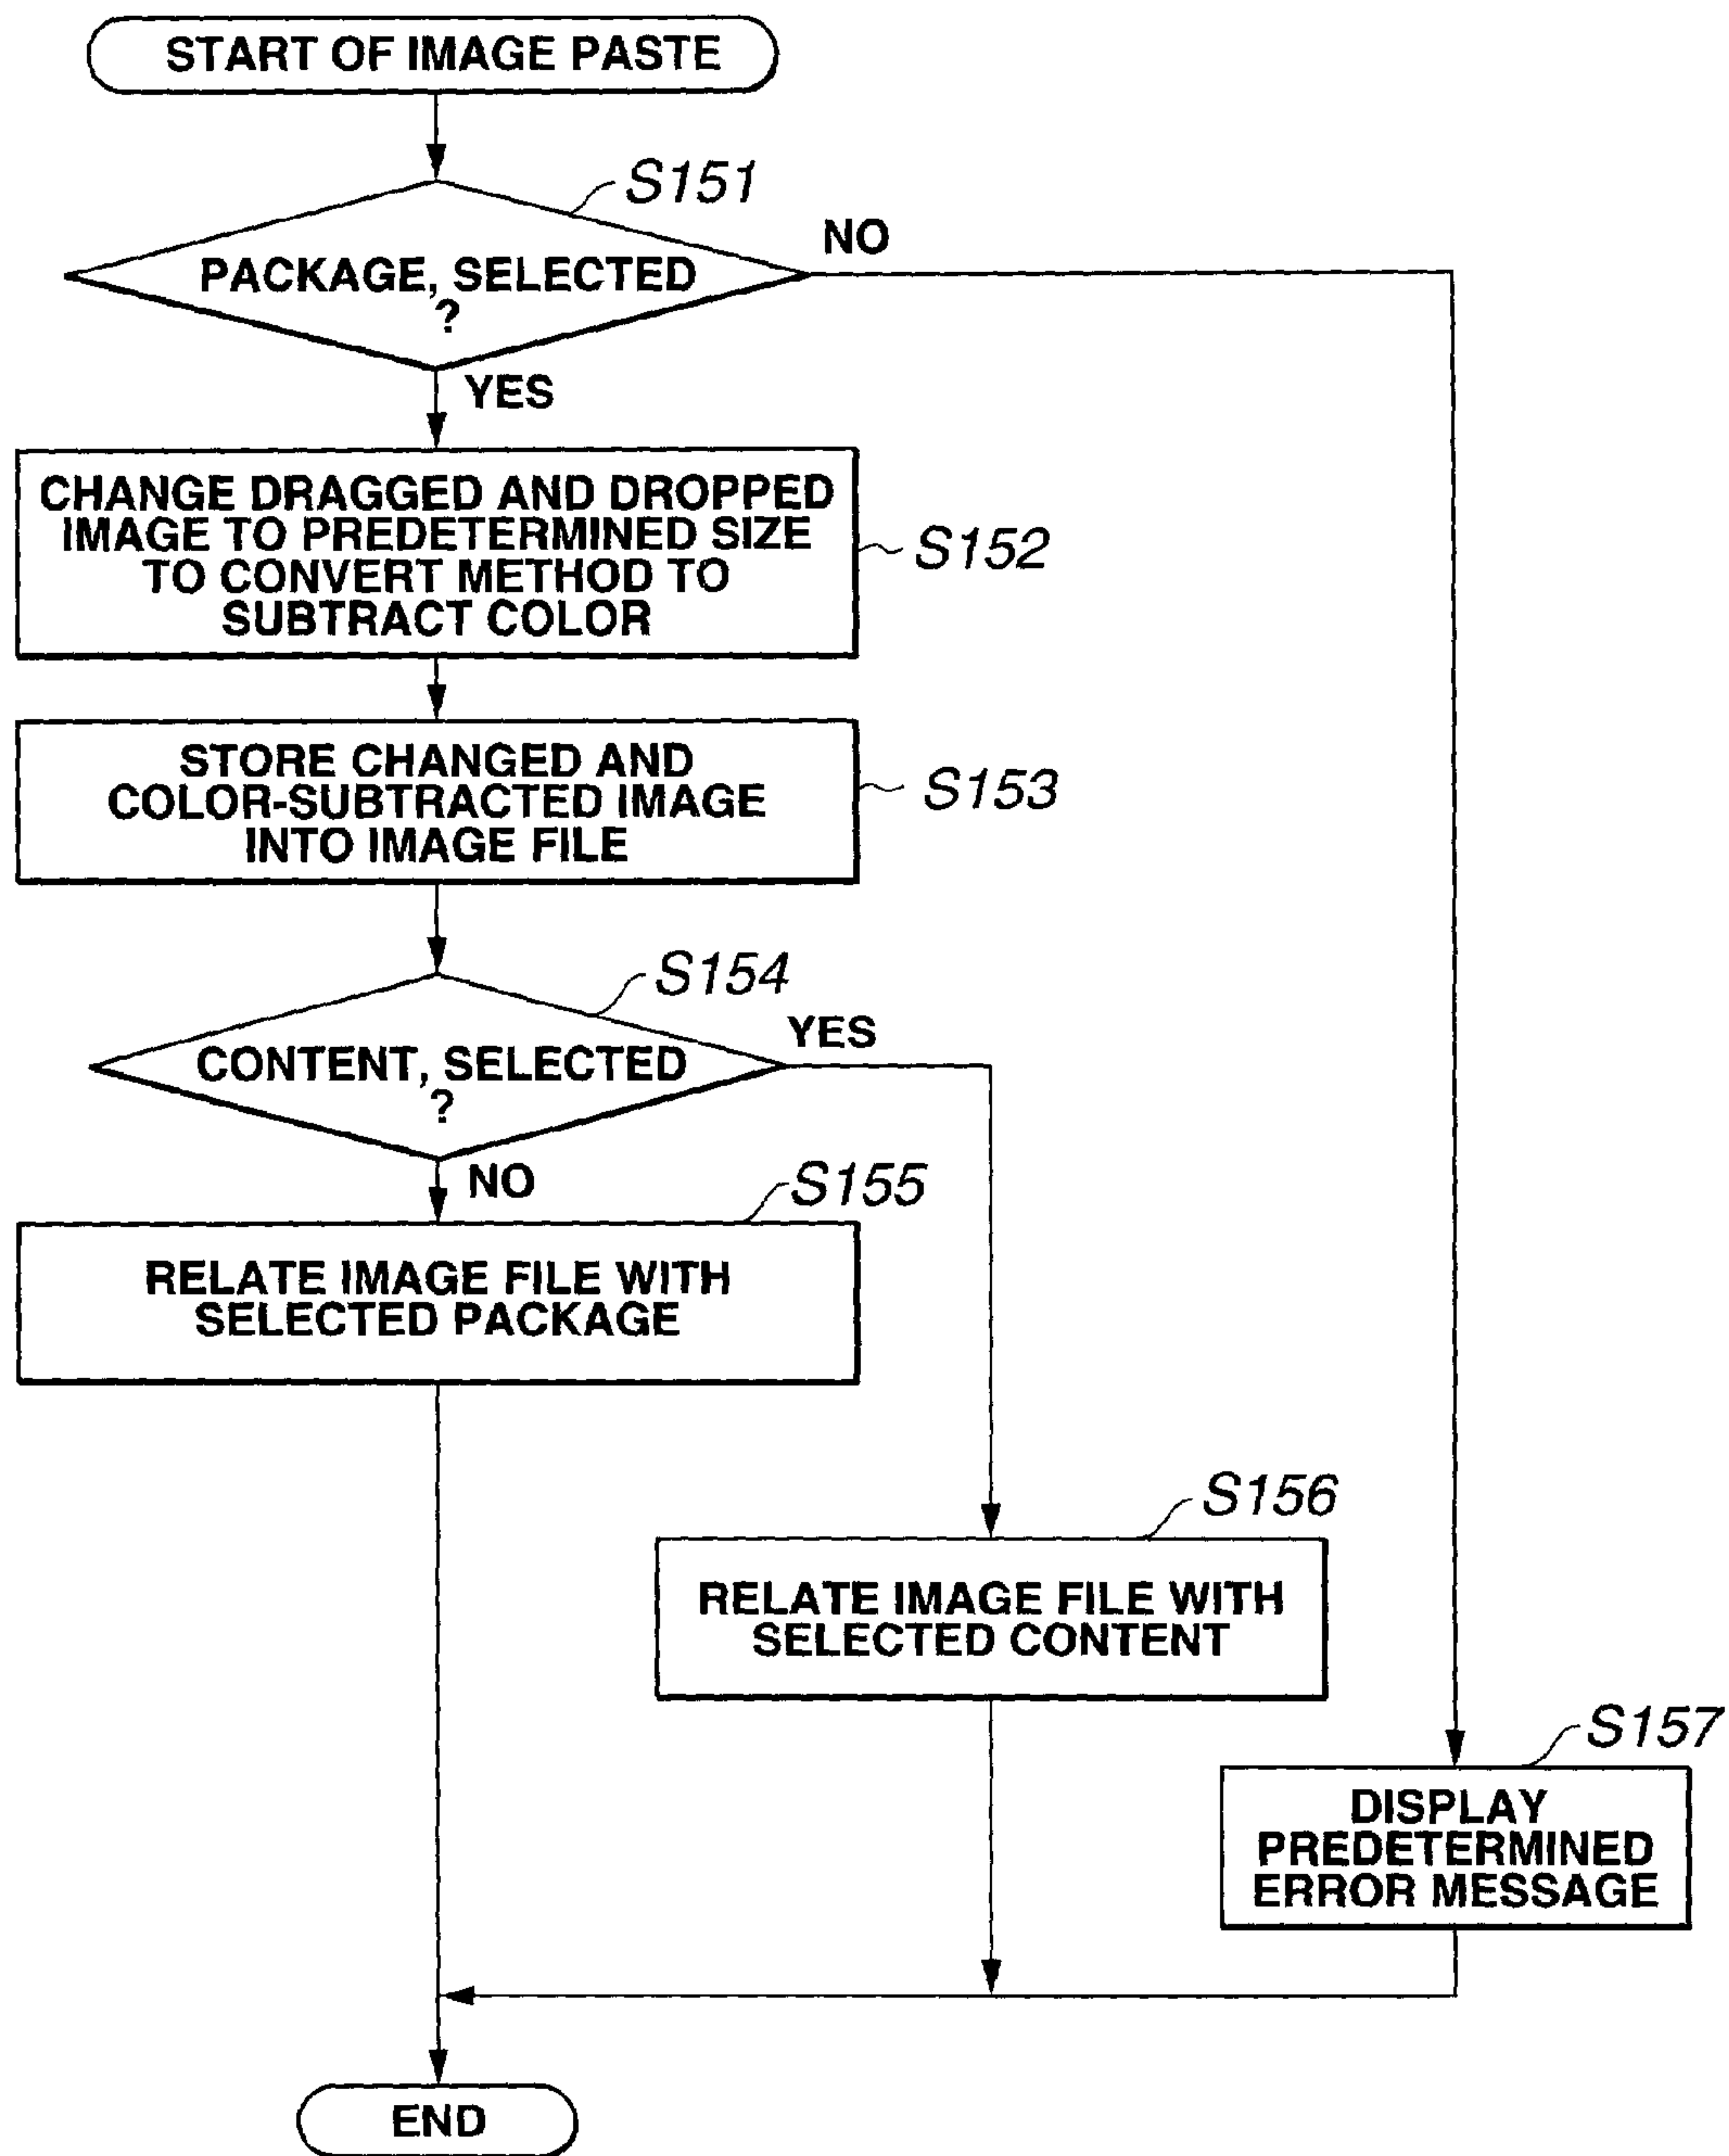 START OF IMAGE PASTE
S151
NO
PACKAGE, SELECTED
?
YES
CHANGE DRAGGED AND DROPPED
IMAGE TO PREDETERMINED SIZE
TO CONVERT METHOD TO
SUBTRACT COLOR
S152
STORE CHANGED AND
COLOR-SUBTRACTED IMAGE
INTO IMAGE FILE
S153
S154
YES
CONTENT, SELECTED
?
NO
S155
RELATE IMAGE FILE WITH
SELECTED PACKAGE
S156
RELATE IMAGE FILE WITH
SELECTED CONTENT
S157
DISPLAY
PREDETERMINED
ERROR MESSAGE
END